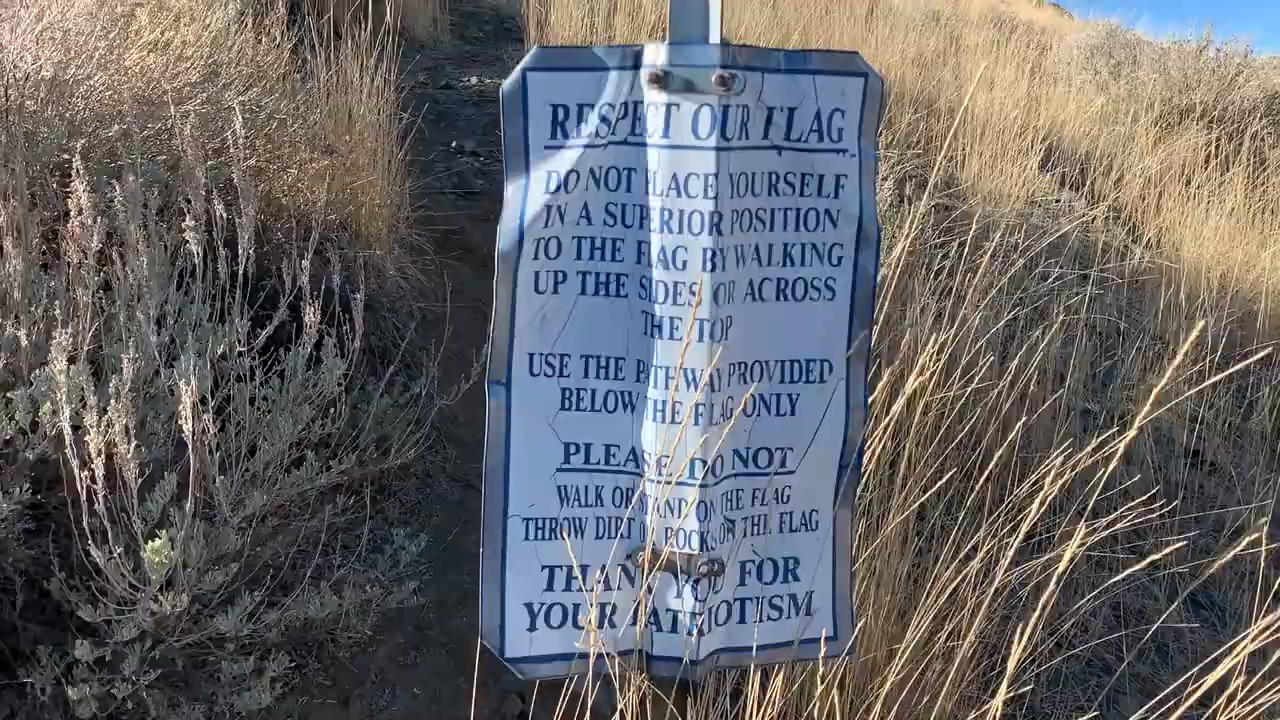 RESPECT OUR FLAG
DO NOT PLACE YOURSELF
IN A SUPERIOR POSITION
TO THE FLAG BY WALKING
UP THE SIDES OR ACROSS
THE TOP
USE THE PATHWAY PROVIDED
BELOW THE FLAG ONLY
PLEASE DO NOT
WALK OR STAND ON THE FLAG
THROW DIRT OR ROCKS ON THE FLAG
THANK YOU FOR
YOUR PATRIOTISM